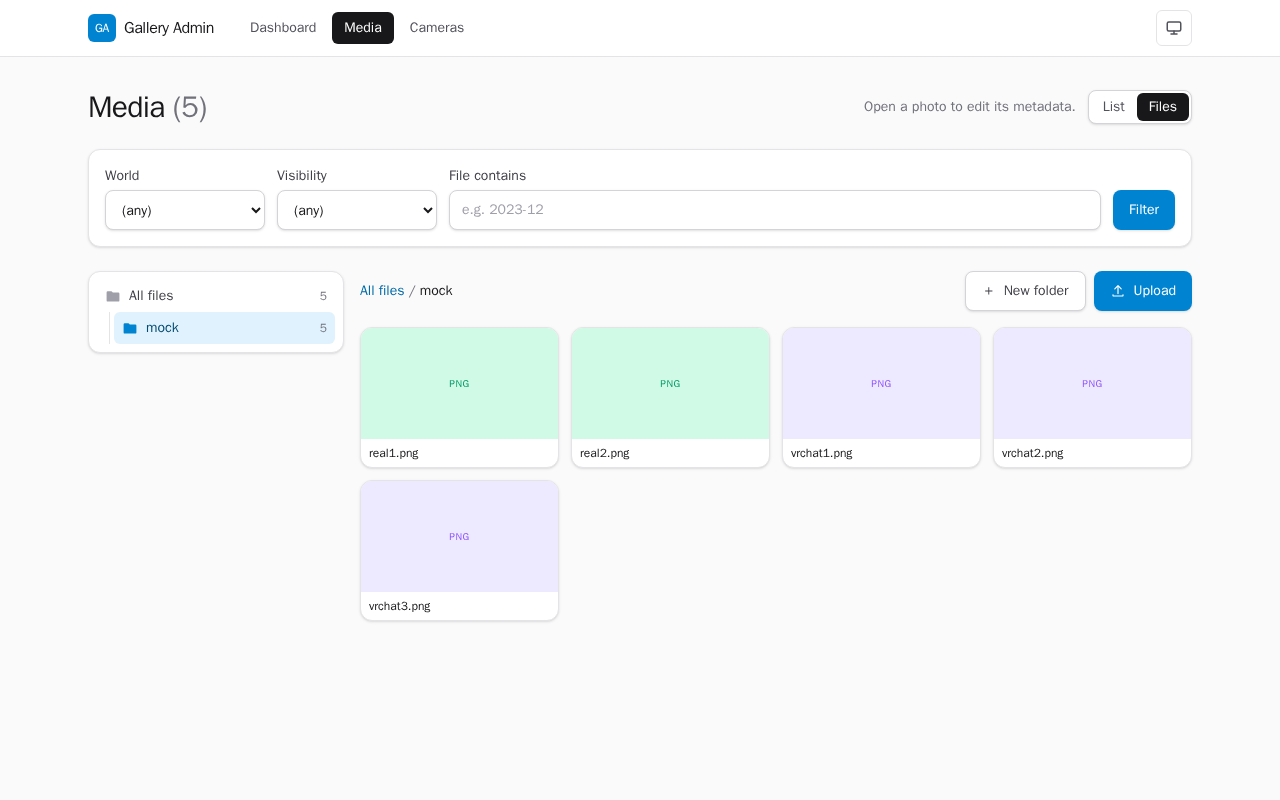 GA Gallery Admin Dashboard Media Cameras
Media (5)
Open a photo to edit its metadata. List Files
World Visibility File contains
(any) (any) e.g. 2023-12 Filter
All files 5
mock 5
All files / mock
+ New folder Upload
PNG PNG PNG PNG
real1.png real2.png vrchat1.png vrchat2.png
PNG
vrchat3.png